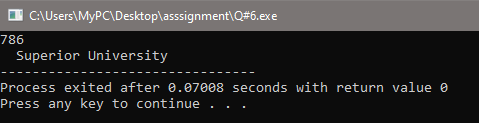 C:\Users\MyPC\Desktop\asssignment\Q#6.exe
786
  Superior University
--------------------------------
Process exited after 0.07008 seconds with return value 0
Press any key to continue . . .